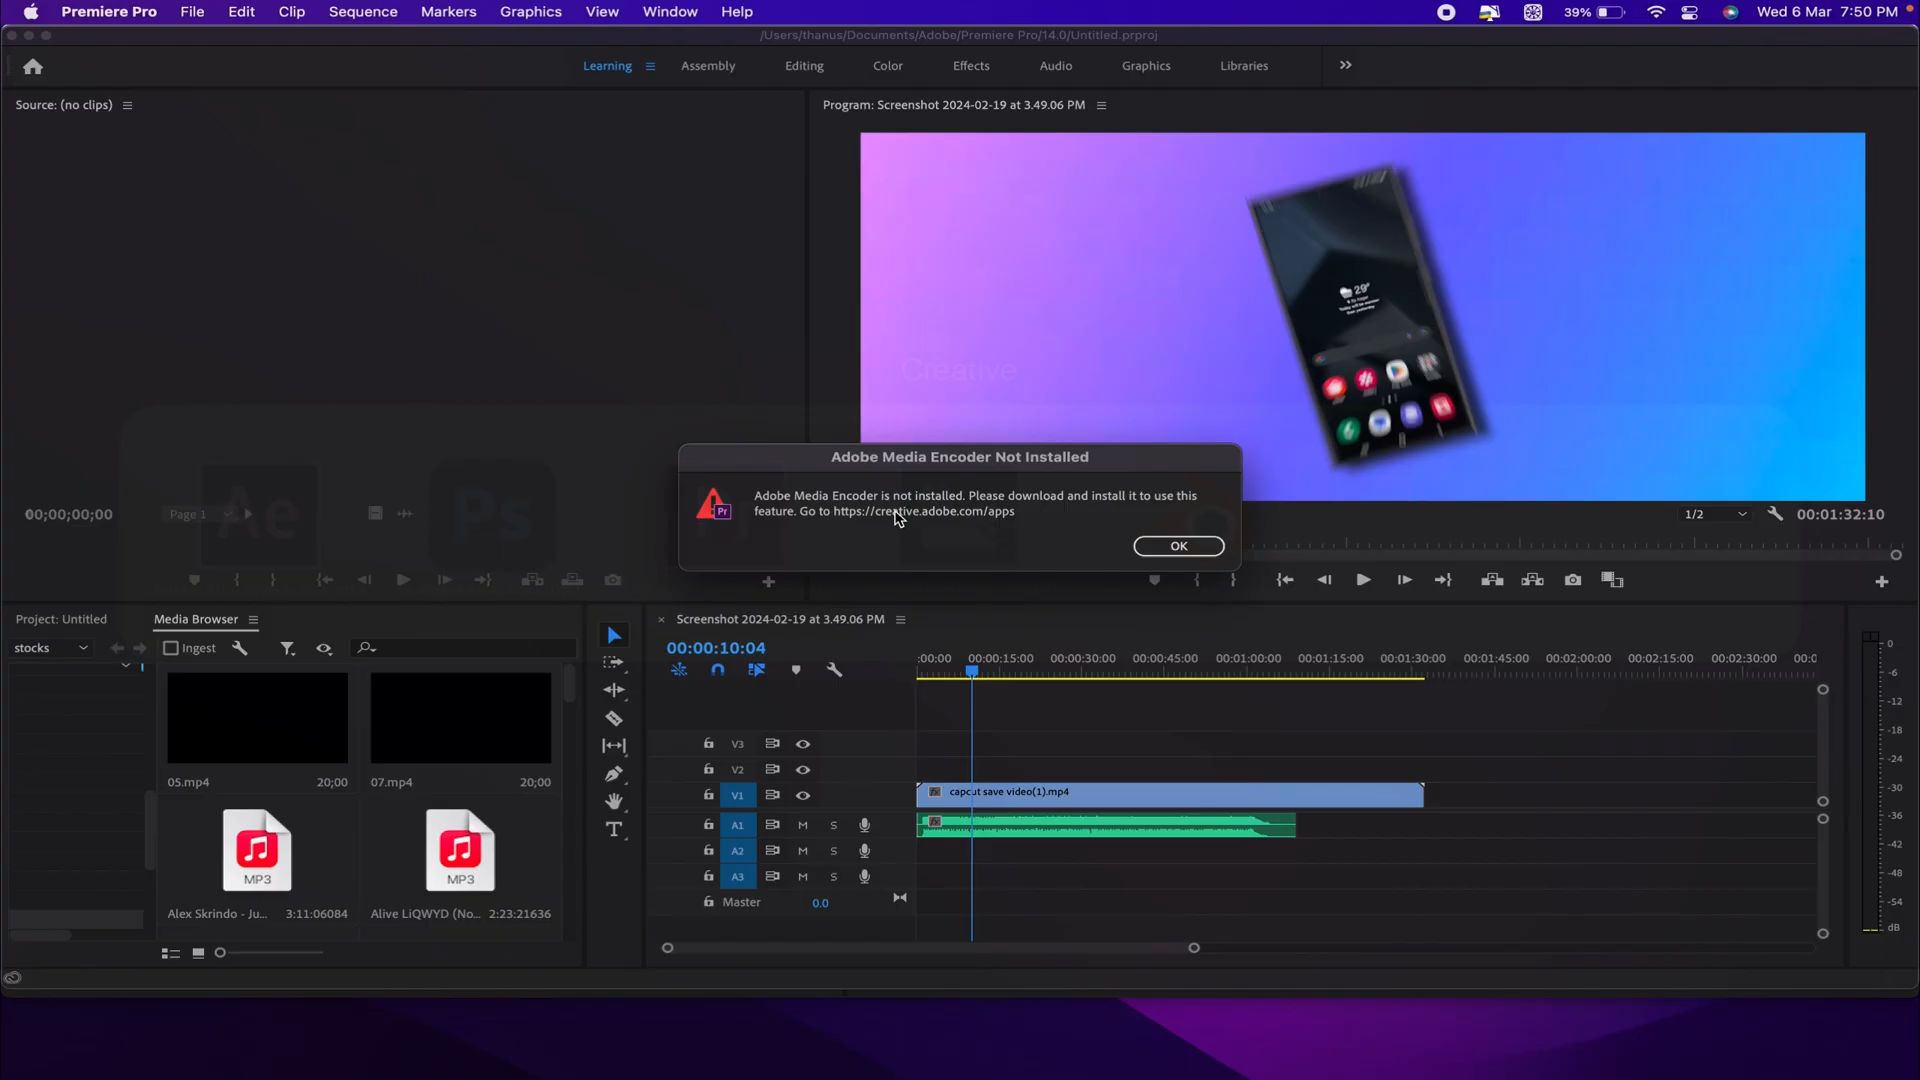 Premiere Pro File Edit Clip Sequence Markers Graphics View Window Help 39% Wed 6 Mar 7:50 PM
/Users/thanus/Documents/Adobe/Premiere Pro/14.0/Untitled.prproj
Learning Assembly Editing Color Effects Audio Graphics Libraries
Source: (no clips)
Program: Screenshot 2024-02-19 at 3.49.06 PM
29°
Creative
Adobe Media Encoder Not Installed
Adobe Media Encoder is not installed. Please download and install it to use this
feature. Go to https://creative.adobe.com/apps
Pr
OK
Ae
Ps
00;00;00;00
Page 1
1/2
00:01:32:10
Project: Untitled
Media Browser
stocks
Ingest
05.mp4 20;00
07.mp4 20;00
MP3
MP3
Alex Skrindo - Ju... 3:11:06084
Alive LiQWYD (No... 2:23:21636
Screenshot 2024-02-19 at 3.49.06 PM
00:00:10:04
:00:00 00:00:15:00 00:00:30:00 00:00:45:00 00:01:00:00 00:01:15:00 00:01:30:00 00:01:45:00 00:02:00:00 00:02:15:00 00:02:30:00 00:0
V3
V2
V1
capcut save video(1).mp4
A1 M S
A2 M S
A3 M S
Master 0.0
0
-6
-12
-18
-24
-30
-36
-42
-48
-54
dB